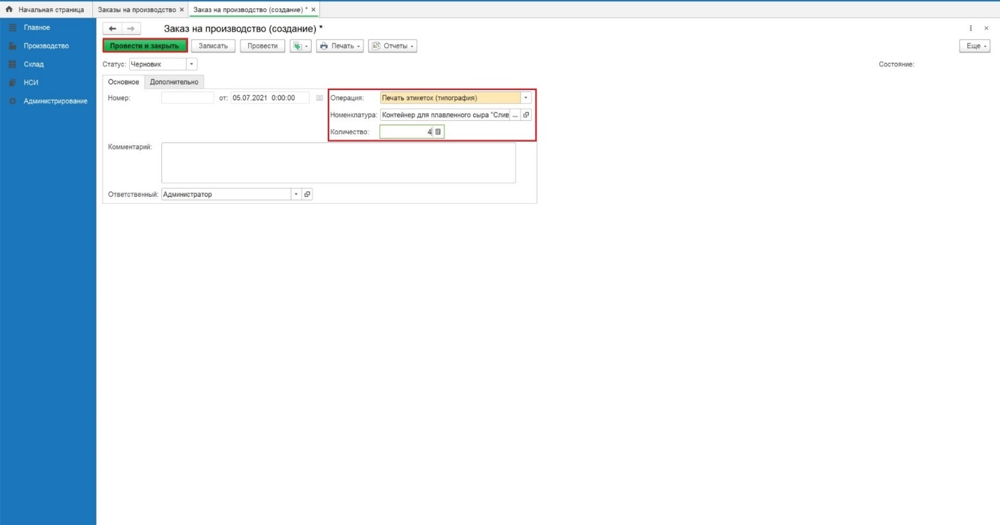 Начальная страница
Заказы на производство ×
Заказ на производство (создание) * ×
Главное
Производство
Склад
НСИ
Администрирование
Заказ на производство (создание) *
Провести и закрыть
Записать
Провести
Печать
Отчеты
Еще
Статус: Черновик
Состояние:
Основное
Дополнительно
Номер:
от: 05.07.2021 0:00:00
Операция: Печать этикеток (типография)
Номенклатура: Контейнер для плавленного сыра "Слив ...
Количество: 4
Комментарий:
Ответственный: Администратор